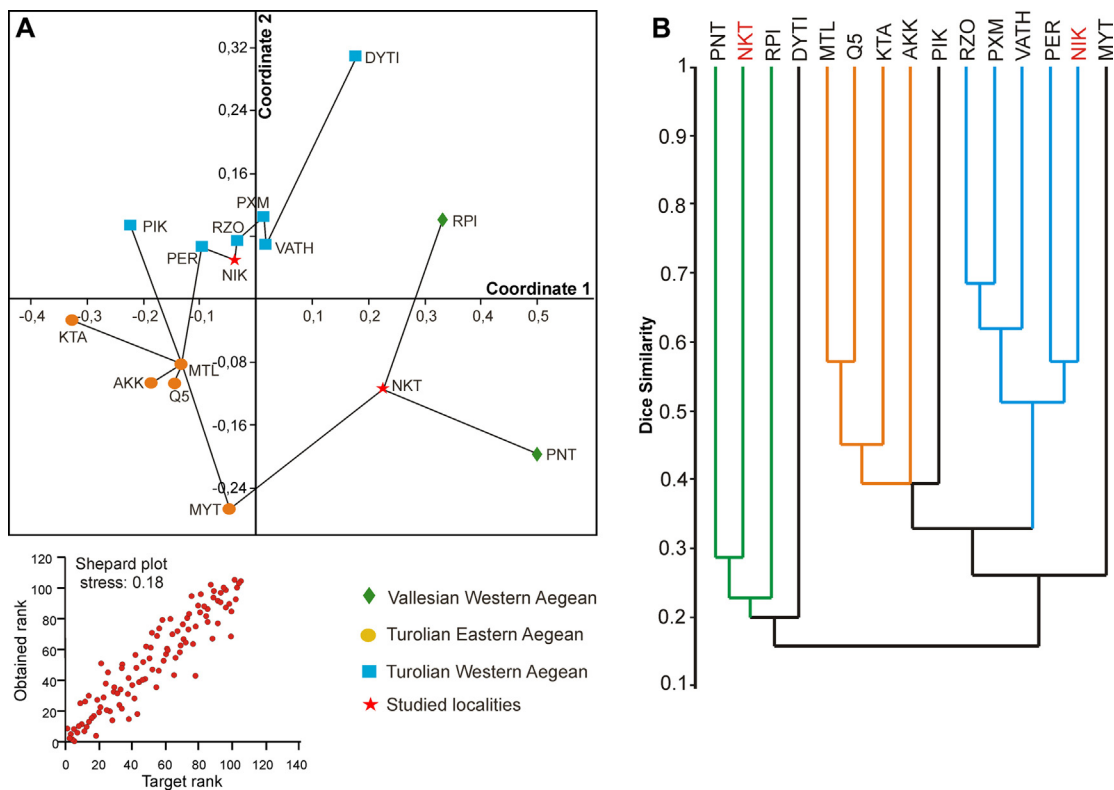 A
Coordinate 2
0,32
0,24
0,16
-0,08
-0,16
-0,24
-0,4
-0,3
-0,2
-0,1
0,1
0,2
0,3
0,4
0,5
Coordinate 1
DYTI
PXM
RPI
PIK
RZO
VATH
PER
NIK
KTA
MTL
AKK
Q5
NKT
PNT
MYT
Shepard plot
stress: 0.18
Obtained rank
120
100
80
60
40
20
0
0
20
40
60
80
100
120
140
Target rank
Vallesian Western Aegean
Turolian Eastern Aegean
Turolian Western Aegean
Studied localities
B
PNT
NKT
RPI
DYTI
MTL
Q5
KTA
AKK
PIK
RZO
PXM
VATH
PER
NIK
MYT
Dice Similarity
1
0.9
0.8
0.7
0.6
0.5
0.4
0.3
0.2
0.1